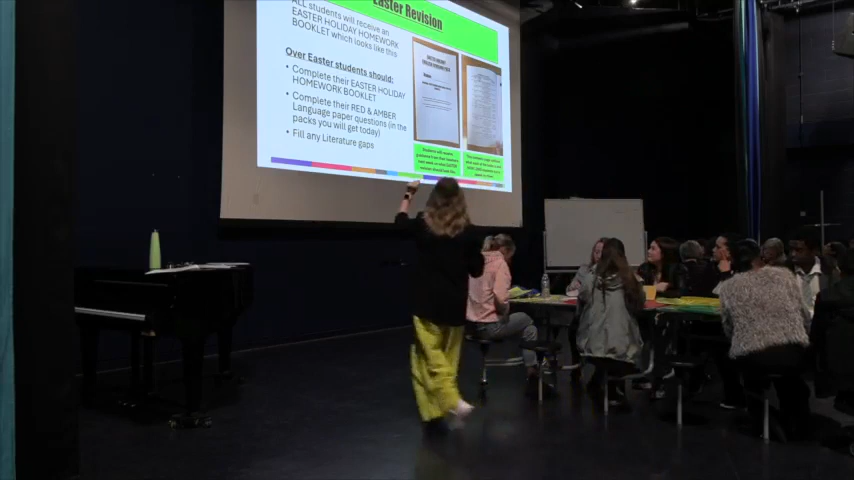 Easter Revision
ALL students will receive an
EASTER HOLIDAY HOMEWORK
BOOKLET which looks like this
Over Easter students should:
• Complete their EASTER HOLIDAY
HOMEWORK BOOKLET
• Complete their RED & AMBER
Language paper questions (in the
packs you will get today)
• Fill any Literature gaps